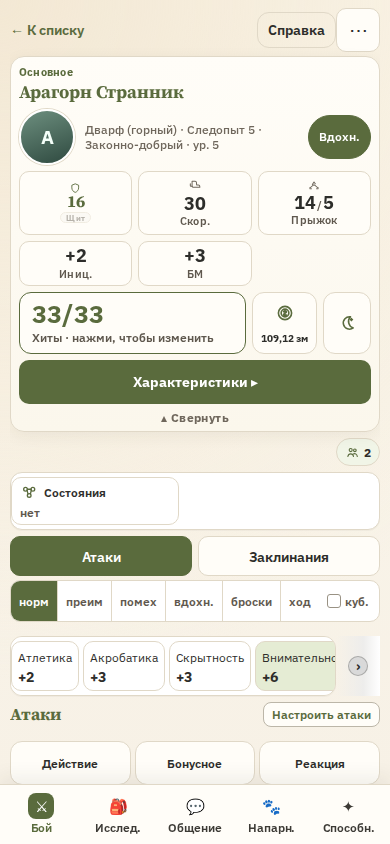 ← К списку
Справка
...
Основное
Арагорн Странник
А
Дварф (горный) · Следопыт 5 ·
Законно-добрый · ур. 5
Вдохн.
16
Щит
30
Скор.
14/5
Прыжок
+2
Иниц.
+3
БМ
33/33
Хиты · нажми, чтобы изменить
109,12 зм
Характеристики ▸
▴ Свернуть
2
Состояния
нет
Атаки
Заклинания
норм
преим
помех
вдохн.
броски
ход
куб.
Атлетика
+2
Акробатика
+3
Скрытность
+3
Внимательно
+6
›
Атаки
Настроить атаки
Действие
Бонусное
Реакция
Бой
Исслед.
Общение
Напарн.
Способн.